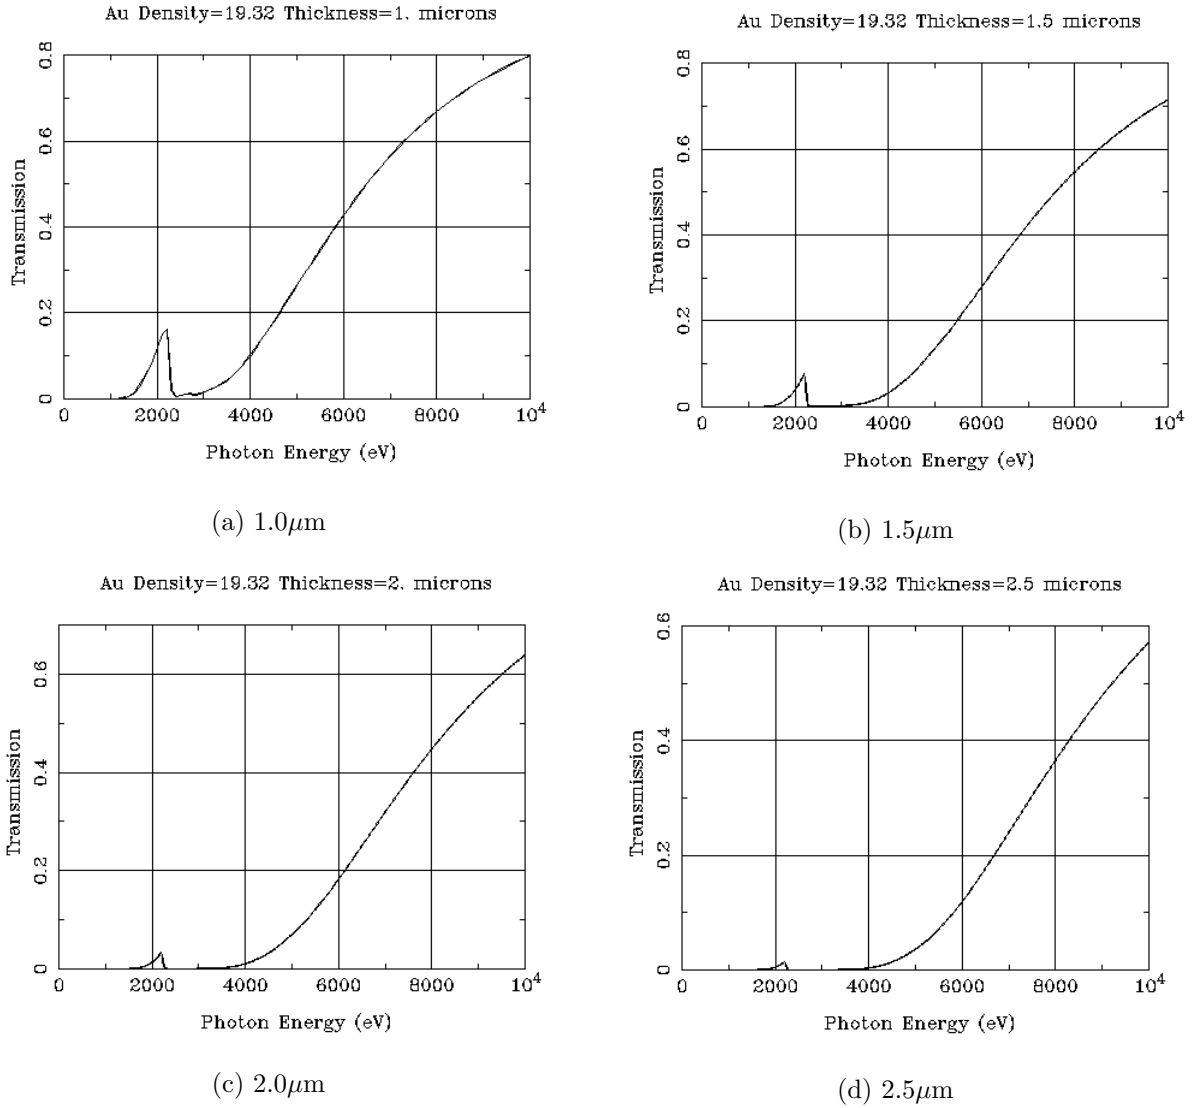 Au Density=19.32 Thickness=1. microns
Transmission
0.8
0.6
0.4
0.2
0
0 2000 4000 6000 8000 10^4
Photon Energy (eV)
(a) 1.0μm
Au Density=19.32 Thickness=1.5 microns
Transmission
0.8
0.6
0.4
0.2
0
0 2000 4000 6000 8000 10^4
Photon Energy (eV)
(b) 1.5μm
Au Density=19.32 Thickness=2. microns
Transmission
0.6
0.4
0.2
0
0 2000 4000 6000 8000 10^4
Photon Energy (eV)
(c) 2.0μm
Au Density=19.32 Thickness=2.5 microns
Transmission
0.6
0.4
0.2
0
0 2000 4000 6000 8000 10^4
Photon Energy (eV)
(d) 2.5μm